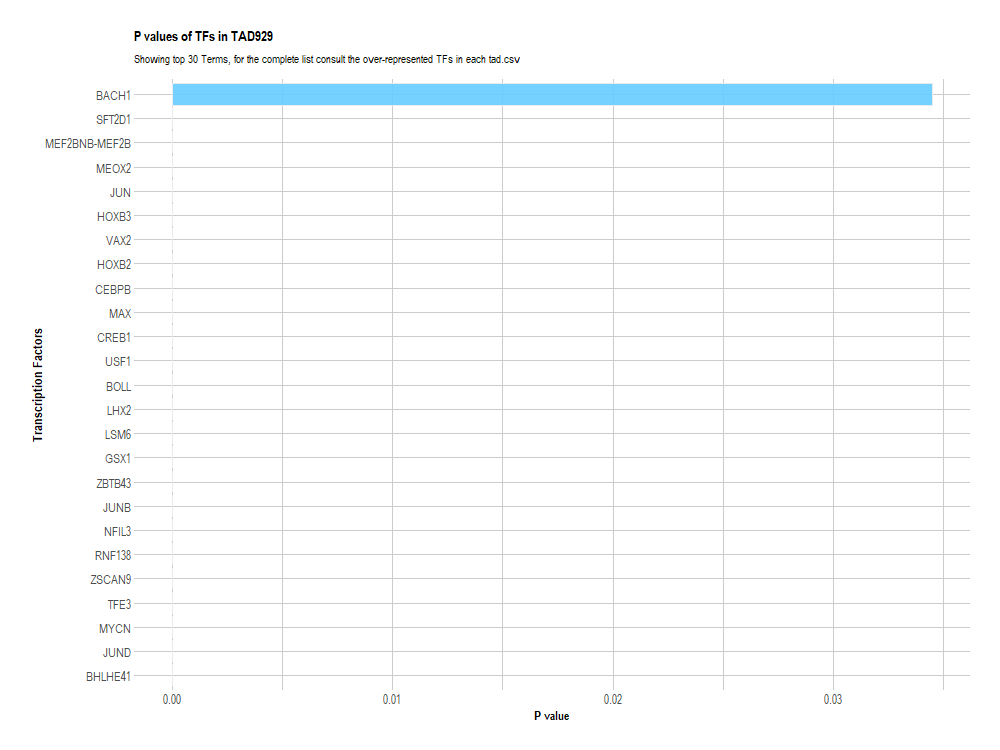 P values of TFs in TAD929
Showing top 30 Terms, for the complete list consult the over-represented TFs in each tad.csv
Transcription Factors
BACH1
SFT2D1
MEF2BNB-MEF2B
MEOX2
JUN
HOXB3
VAX2
HOXB2
CEBPB
MAX
CREB1
USF1
BOLL
LHX2
LSM6
GSX1
ZBTB43
JUNB
NFIL3
RNF138
ZSCAN9
TFE3
MYCN
JUND
BHLHE41
0.00 0.01 0.02 0.03
P value